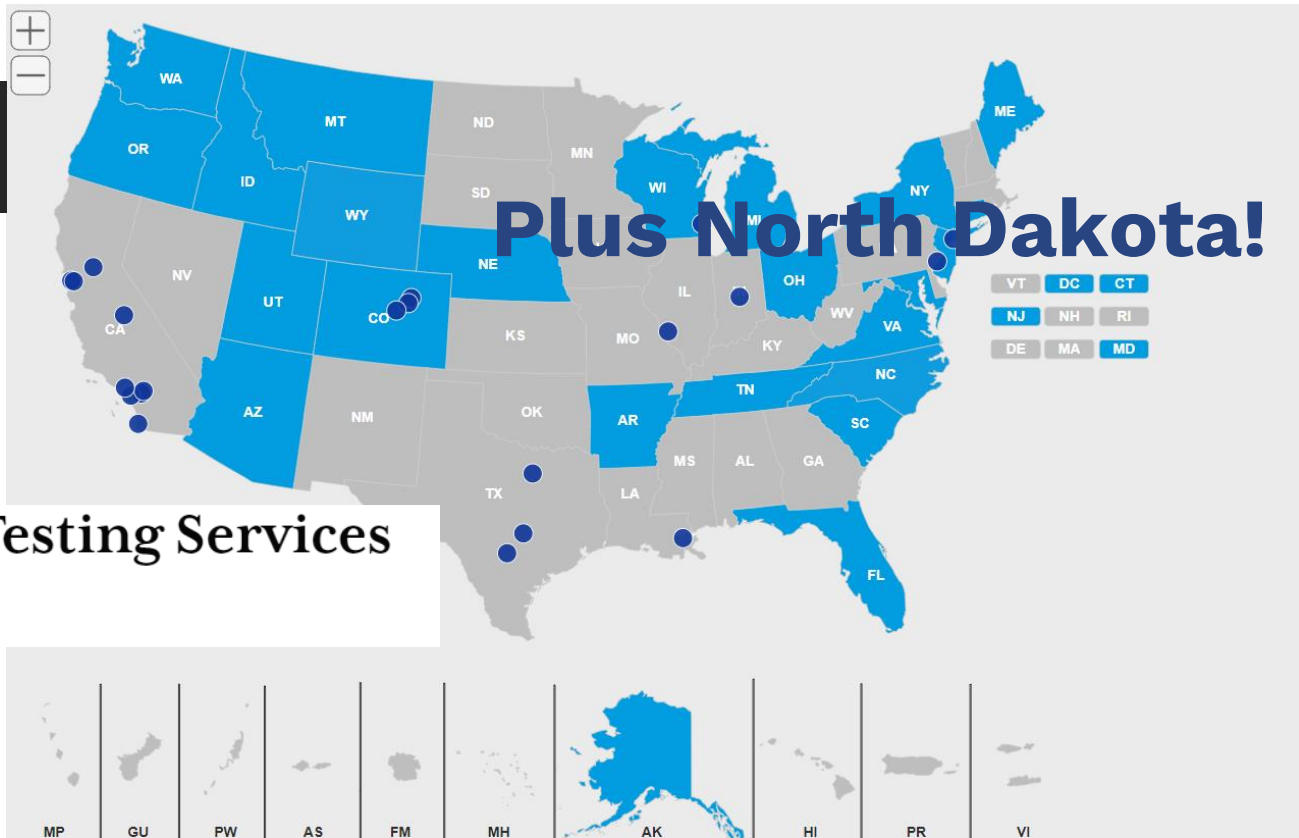 +
−
WA
MT
ND
MN
ME
OR
ID
SD
WI
NY
WY
MI
Plus North Dakota!
NE
NV
UT
CO
IL
OH
VT DC CT
CA
KS
MO
WV
VA
NJ NH RI
KY
DE MA MD
NC
TN
AZ
NM
OK
AR
SC
MS
AL
GA
TX
LA
Testing Services
FL
MP
GU
PW
AS
FM
MH
AK
HI
PR
VI